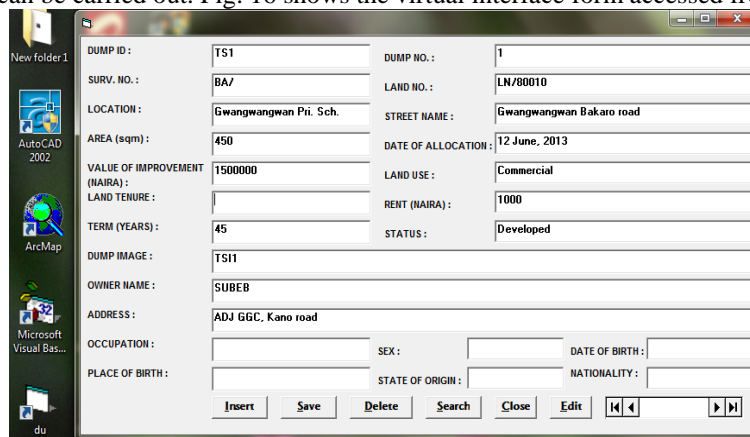 can be carried out. Fig. 16 shows the virtual interface form accessed fr
New folder 1
AutoCAD
2002
ArcMap
Microsoft
Visual Bas...
du
DUMP ID : TS1 DUMP NO. : 1
SURV. NO. : BA/ LAND NO. : LN/80010
LOCATION : Gwangwangwan Pri. Sch. STREET NAME : Gwangwangwan Bakaro road
AREA (sqm) : 450 DATE OF ALLOCATION : 12 June, 2013
VALUE OF IMPROVEMENT
(NAIRA) : 1500000 LAND USE : Commercial
LAND TENURE : RENT (NAIRA) : 1000
TERM (YEARS) : 45 STATUS : Developed
DUMP IMAGE : TSI1
OWNER NAME : SUBEB
ADDRESS : ADJ GGC, Kano road
OCCUPATION : SEX : DATE OF BIRTH :
PLACE OF BIRTH : STATE OF ORIGIN : NATIONALITY :
Insert Save Delete Search Close Edit